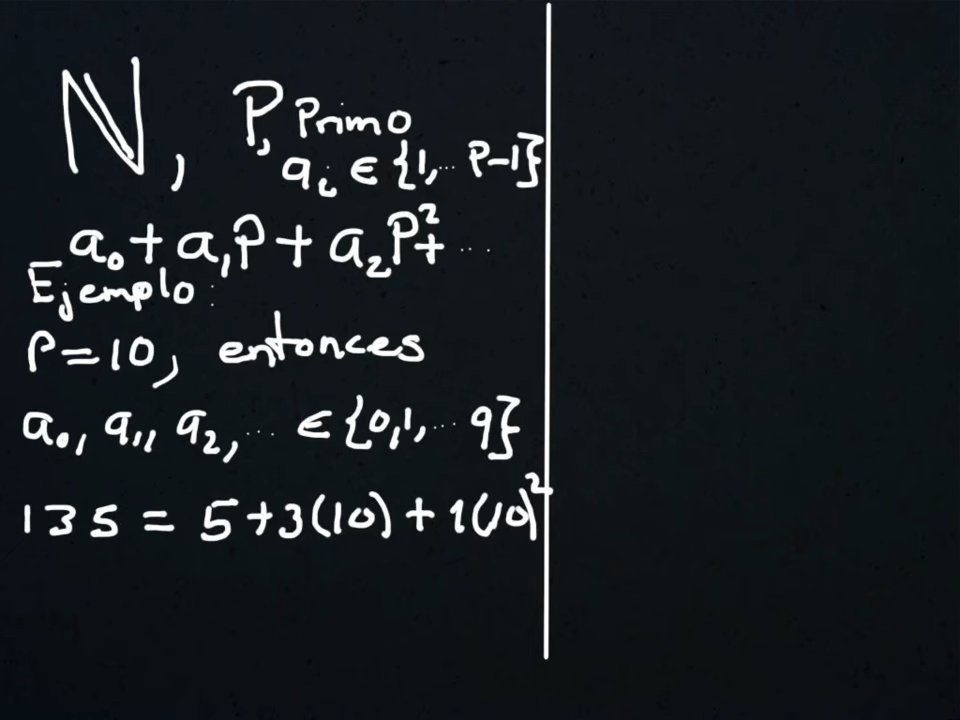 ℕ, P, Primo
aᵢ ∈ {1, ... P-1}
a₀ + a₁P + a₂P² + ...
Ejemplo:
P = 10, entonces
a₀, a₁, a₂, ... ∈ {0, 1, ... 9}
135 = 5 + 3(10) + 1(10)²